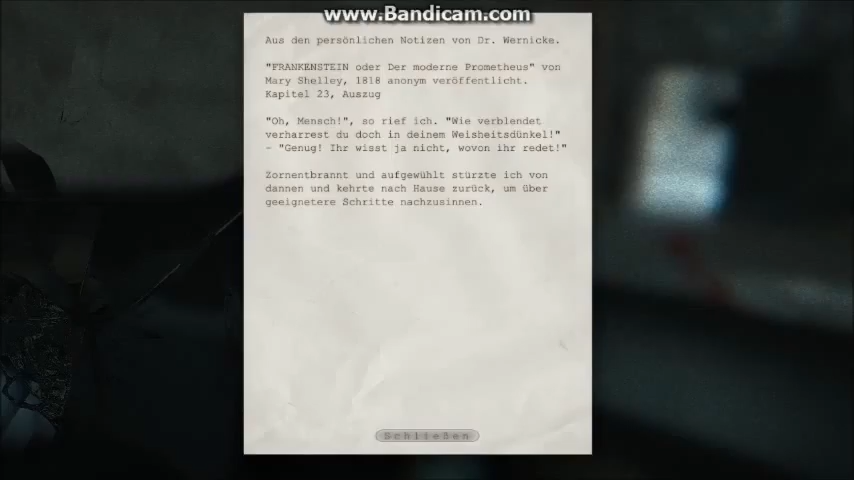 www.Bandicam.com
Aus den persönlichen Notizen von Dr. Wernicke.
"FRANKENSTEIN oder Der moderne Prometheus" von
Mary Shelley, 1818 anonym veröffentlicht.
Kapitel 23, Auszug
"Oh, Mensch!", so rief ich. "Wie verblendet
verharrest du doch in deinem Weisheitsdünkel!"
- "Genug! Ihr wisst ja nicht, wovon ihr redet!"
Zornentbrannt und aufgewühlt stürzte ich von
dannen und kehrte nach Hause zurück, um über
geeignetere Schritte nachzusinnen.
Schließen